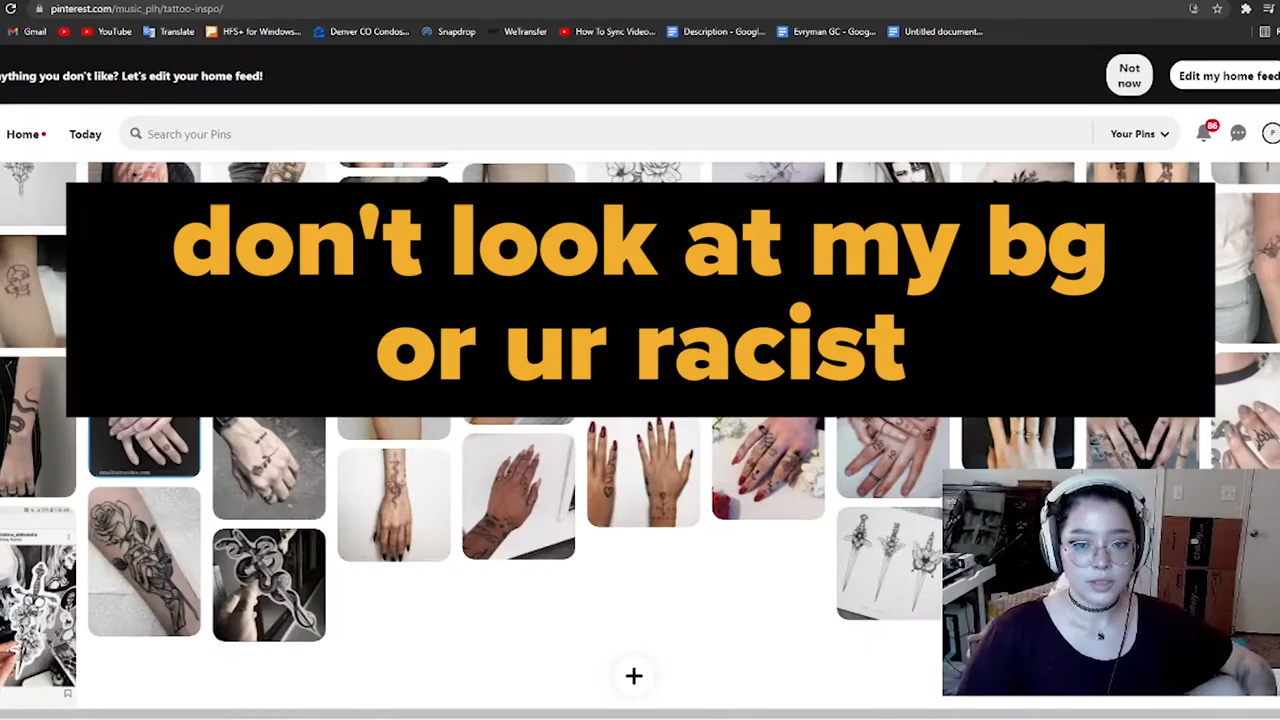 pinterest.com/music_plh/tattoo-inspo/
Gmail YouTube Translate HFS+ for Windows... Denver CO Condos... Snapdrop WeTransfer How To Sync Video... Description - Googl... Evryman GC - Goog... Untitled document...
ything you don't like? Let's edit your home feed!
Not now
Edit my home feed
Home Today Search your Pins Your Pins 86
don't look at my bg
or ur racist
smalltattooidea.com